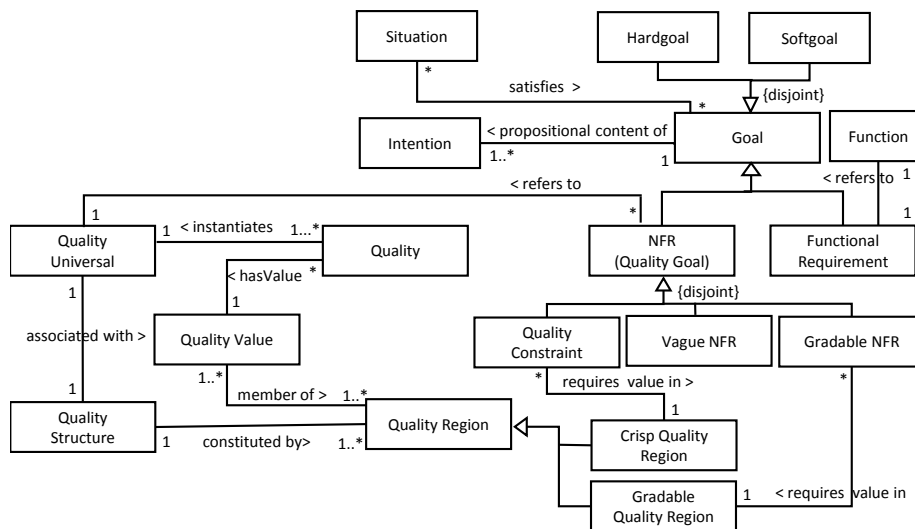 Situation
Hardgoal
Softgoal
*
satisfies >
{disjoint}
*
Intention
< propositional content of
1..*
1
Goal
Function
< refers to
1
< refers to
1
*
1
Quality
Universal
1
< instantiates
1...*
Quality
NFR
(Quality Goal)
Functional
Requirement
< hasValue
*
{disjoint}
1
1
associated with >
Quality Value
Quality
Constraint
Vague NFR
Gradable NFR
1..*
*
requires value in >
*
member of >
1..*
1
1
Quality
Structure
1
constituted by>
1..*
Quality Region
Crisp Quality
Region
Gradable
Quality Region
1
< requires value in